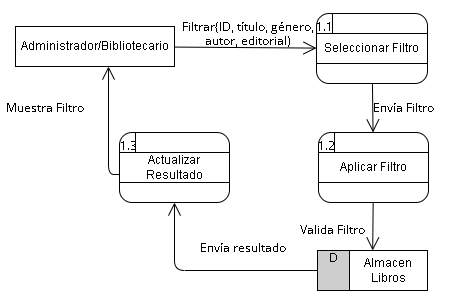 Filtrar(ID, título, género,
autor, editorial)
Administrador/Bibliotecario
1.1
Seleccionar Filtro
Envía Filtro
Muestra Filtro
1.3
Actualizar
Resultado
1.2
Aplicar Filtro
Valida Filtro
Envía resultado
D
Almacen
Libros